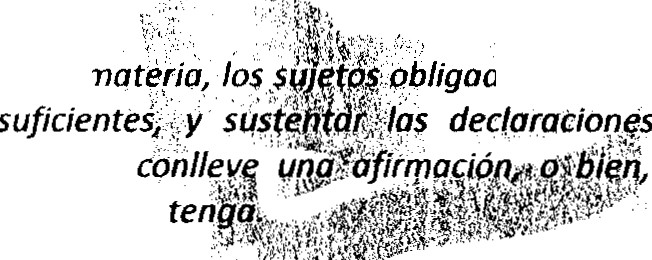 materia, los sujetos obligad
suficientes, y sustentar las declaraciones
conlleve una afirmación, o bien,
tenga.